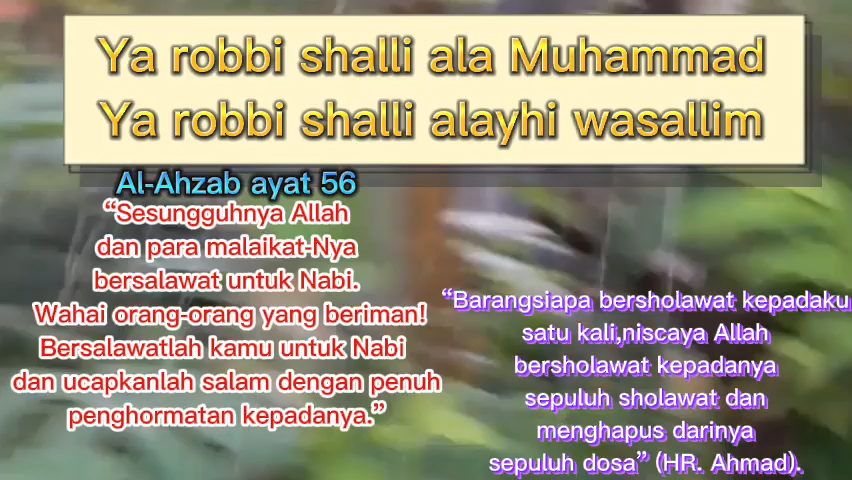 Ya robbi shalli ala Muhammad
Ya robbi shalli alayhi wasallim
Al-Ahzab ayat 56
“Sesungguhnya Allah
dan para malaikat-Nya
bersalawat untuk Nabi.
Wahai orang-orang yang beriman!
Bersalawatlah kamu untuk Nabi
dan ucapkanlah salam dengan penuh
penghormatan kepadanya.”
“Barangsiapa bersholawat kepadaku
satu kali,niscaya Allah
bersholawat kepadanya
sepuluh sholawat dan
menghapus darinya
sepuluh dosa” (HR. Ahmad).